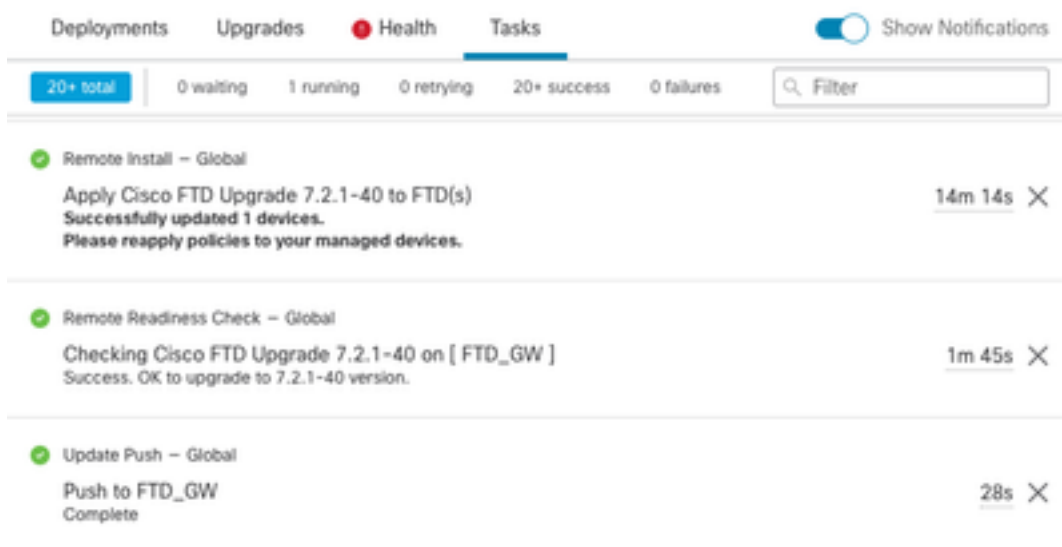 Deployments Upgrades Health Tasks Show Notifications
20+ total 0 waiting 1 running 0 retrying 20+ success 0 failures Filter
Remote Install – Global
Apply Cisco FTD Upgrade 7.2.1-40 to FTD(s) 14m 14s
Successfully updated 1 devices.
Please reapply policies to your managed devices.
Remote Readiness Check – Global
Checking Cisco FTD Upgrade 7.2.1-40 on [ FTD_GW ] 1m 45s
Success. OK to upgrade to 7.2.1-40 version.
Update Push – Global
Push to FTD_GW 28s
Complete